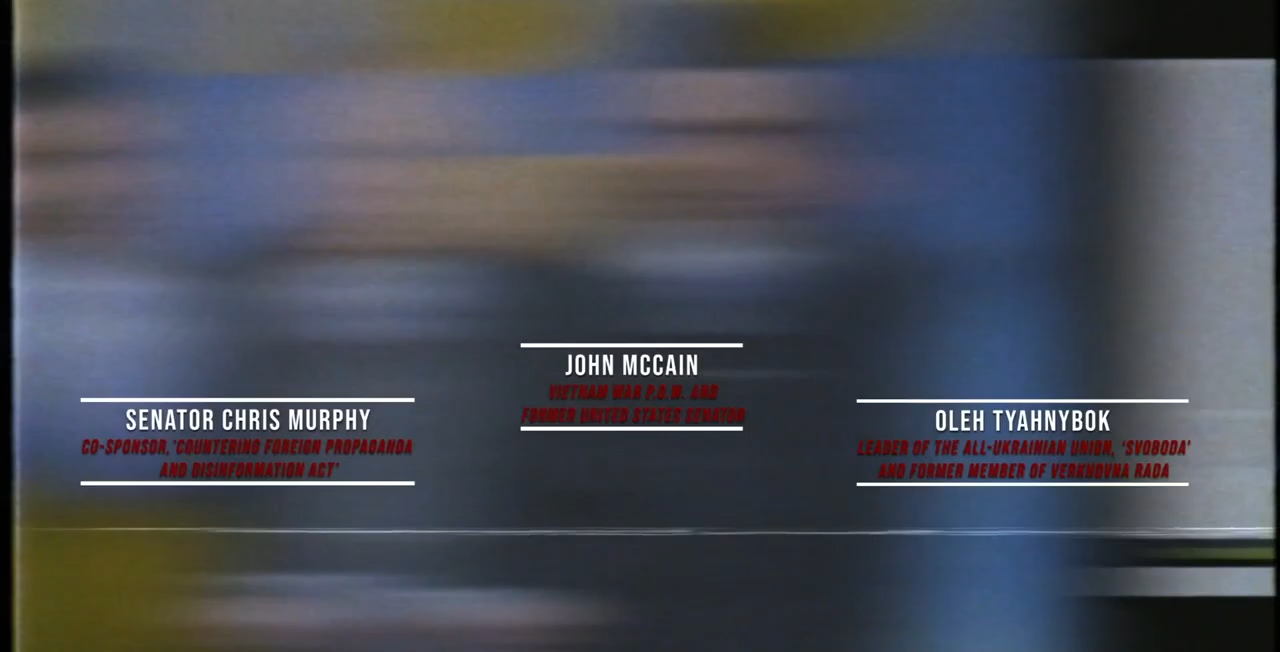 SENATOR CHRIS MURPHY
CO-SPONSOR, 'COUNTERING FOREIGN PROPAGANDA
AND DISINFORMATION ACT'
JOHN MCCAIN
VIETNAM WAR P.O.W. AND
FORMER UNITED STATES SENATOR
OLEH TYAHNYBOK
LEADER OF THE ALL-UKRAINIAN UNION, 'SVOBODA'
AND FORMER MEMBER OF VERKHOVNA RADA